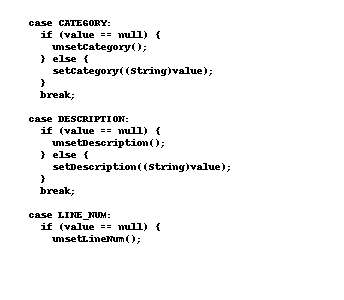 case CATEGORY:
  if (value == null) {
    unsetCategory();
  } else {
    setCategory((String)value);
  }
  break;

case DESCRIPTION:
  if (value == null) {
    unsetDescription();
  } else {
    setDescription((String)value);
  }
  break;

case LINE_NUM:
  if (value == null) {
    unsetLineNum();